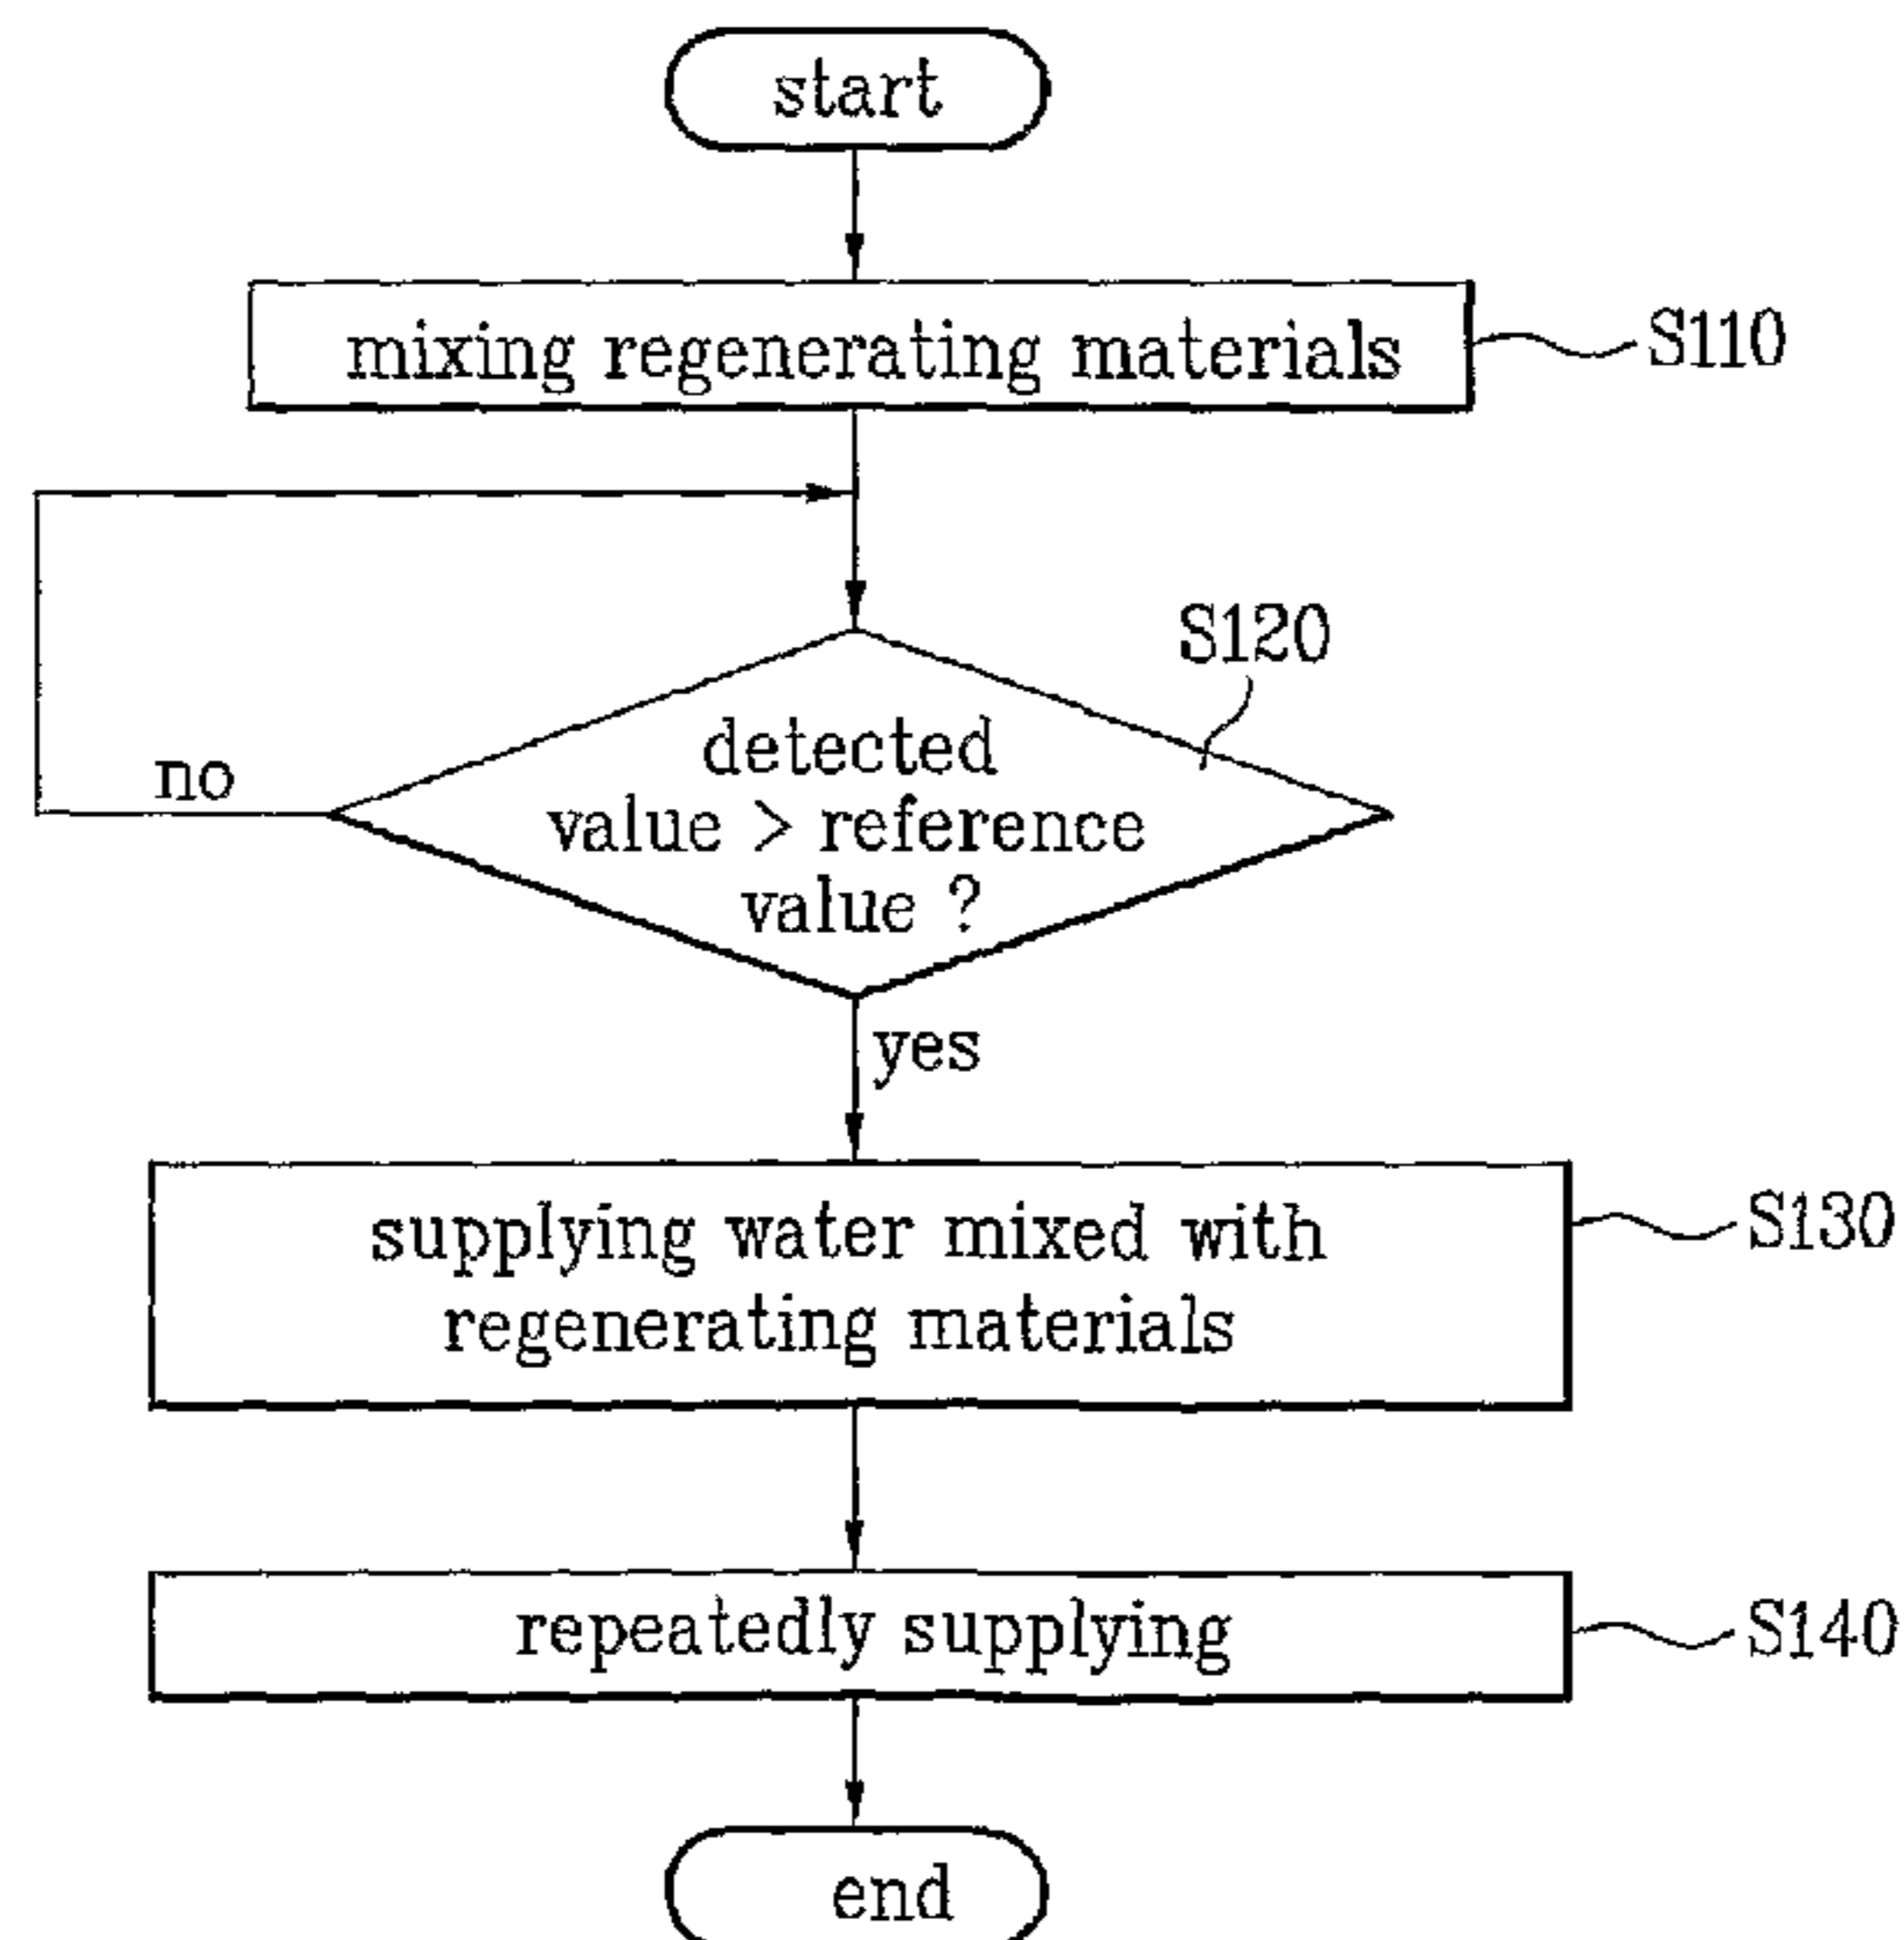 start
mixing regenerating materials
S110
S120
detected
value > reference
value ?
no
yes
supplying water mixed with
regenerating materials
S130
repeatedly supplying
S140
end